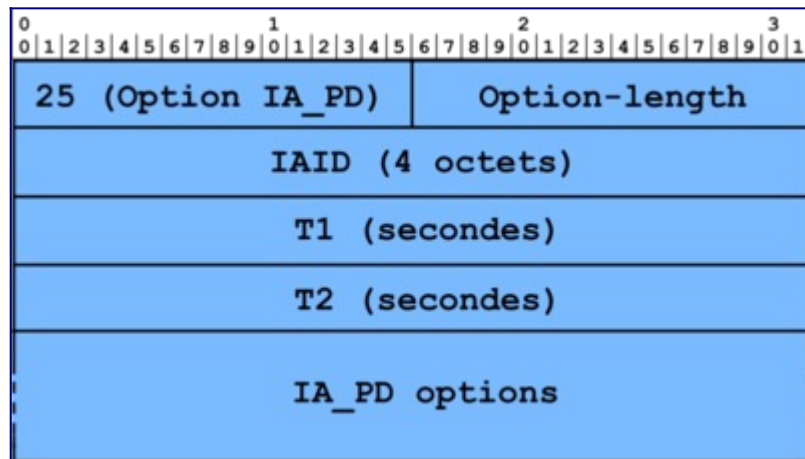 0 1 2 3
0|1|2|3|4|5|6|7|8|9|0|1|2|3|4|5|6|7|8|9|0|1|2|3|4|5|6|7|8|9|0|1
25 (Option IA_PD) Option-length
IAID (4 octets)
T1 (secondes)
T2 (secondes)
IA_PD options